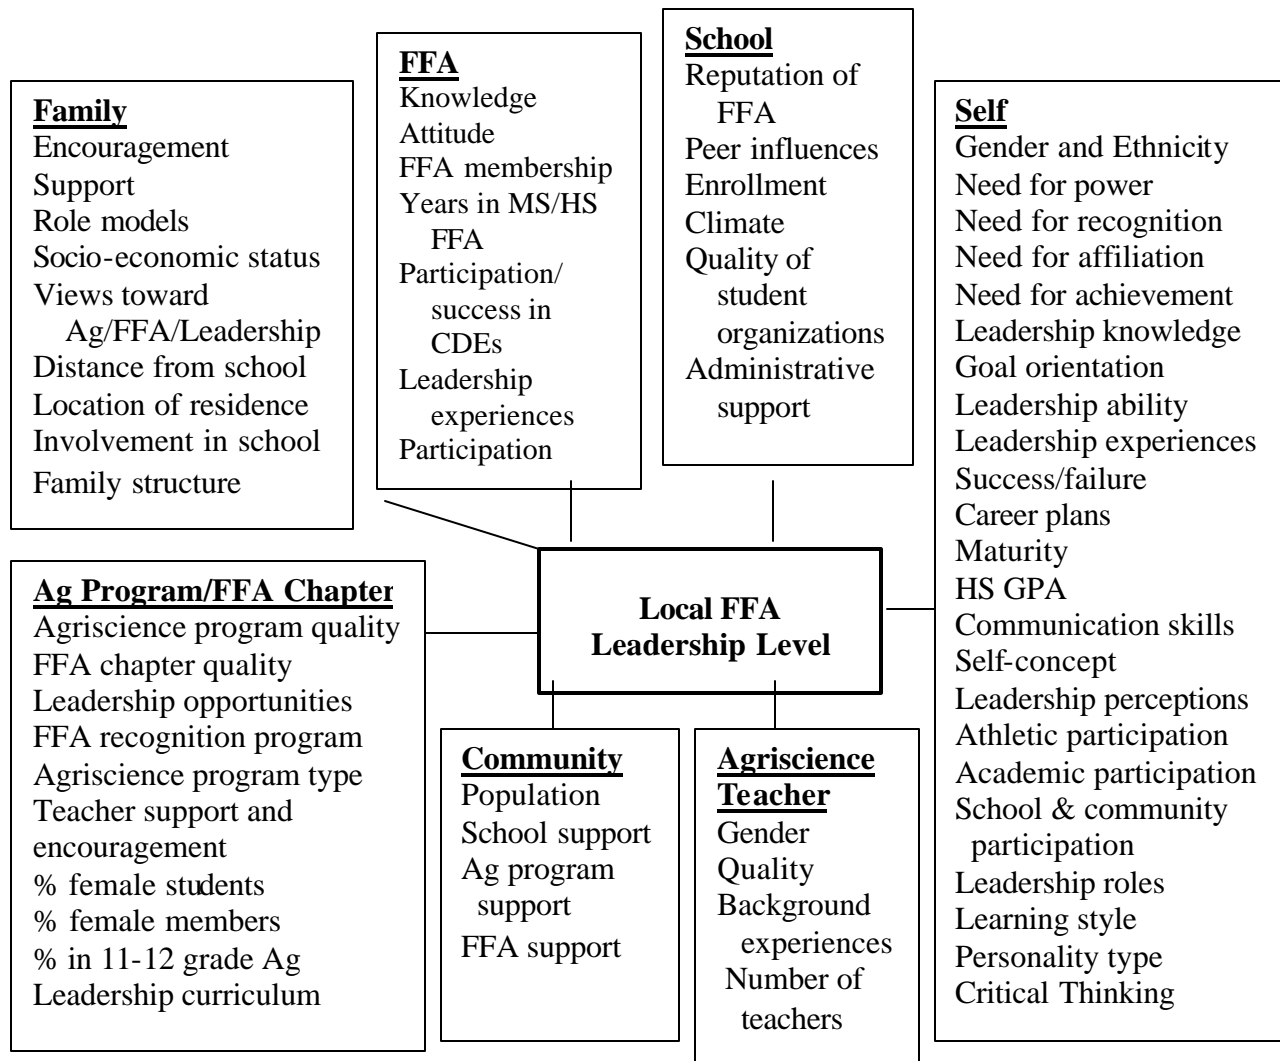 Family
Encouragement
Support
Role models
Socio-economic status
Views toward
Ag/FFA/Leadership
Distance from school
Location of residence
Involvement in school
Family structure
FFA
Knowledge
Attitude
FFA membership
Years in MS/HS
FFA
Participation/
success in
CDEs
Leadership
experiences
Participation
School
Reputation of
FFA
Peer influences
Enrollment
Climate
Quality of
student
organizations
Administrative
support
Self
Gender and Ethnicity
Need for power
Need for recognition
Need for affiliation
Need for achievement
Leadership knowledge
Goal orientation
Leadership ability
Leadership experiences
Success/failure
Career plans
Maturity
HS GPA
Communication skills
Self-concept
Leadership perceptions
Athletic participation
Academic participation
School & community
participation
Leadership roles
Learning style
Personality type
Critical Thinking
Local FFA
Leadership Level
Ag Program/FFA Chapter
Agriscience program quality
FFA chapter quality
Leadership opportunities
FFA recognition program
Agriscience program type
Teacher support and
encouragement
% female students
% female members
% in 11-12 grade Ag
Leadership curriculum
Community
Population
School support
Ag program
support
FFA support
Agriscience
Teacher
Gender
Quality
Background
experiences
Number of
teachers